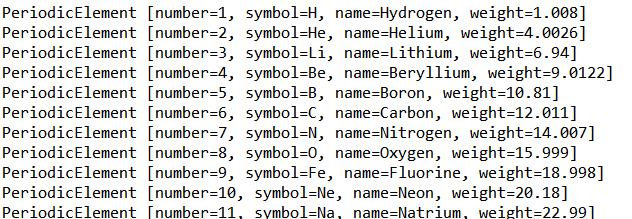 PeriodicElement [number=1, symbol=H, name=Hydrogen, weight=1.008]
PeriodicElement [number=2, symbol=He, name=Helium, weight=4.0026]
PeriodicElement [number=3, symbol=Li, name=Lithium, weight=6.94]
PeriodicElement [number=4, symbol=Be, name=Beryllium, weight=9.0122]
PeriodicElement [number=5, symbol=B, name=Boron, weight=10.81]
PeriodicElement [number=6, symbol=C, name=Carbon, weight=12.011]
PeriodicElement [number=7, symbol=N, name=Nitrogen, weight=14.007]
PeriodicElement [number=8, symbol=O, name=Oxygen, weight=15.999]
PeriodicElement [number=9, symbol=Fe, name=Fluorine, weight=18.998]
PeriodicElement [number=10, symbol=Ne, name=Neon, weight=20.18]
PeriodicElement [number=11, symbol=Na, name=Natrium, weight=22.99]